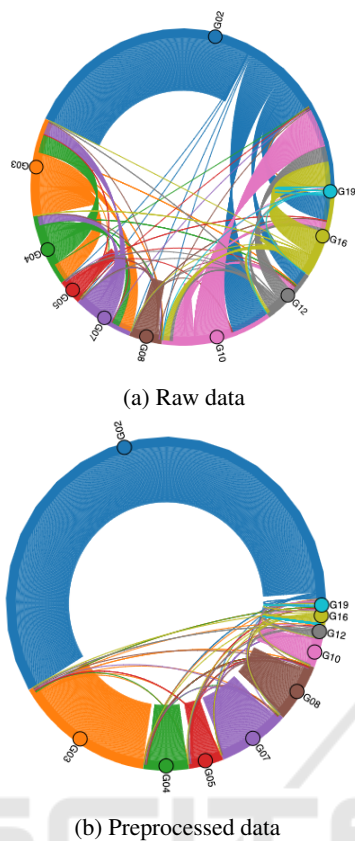 G02
G03
G19
G04
G16
G05
G12
G07
G08
G10
(a) Raw data
G02
G19
G16
G12
G10
G08
G03
G07
G04
G05
(b) Preprocessed data